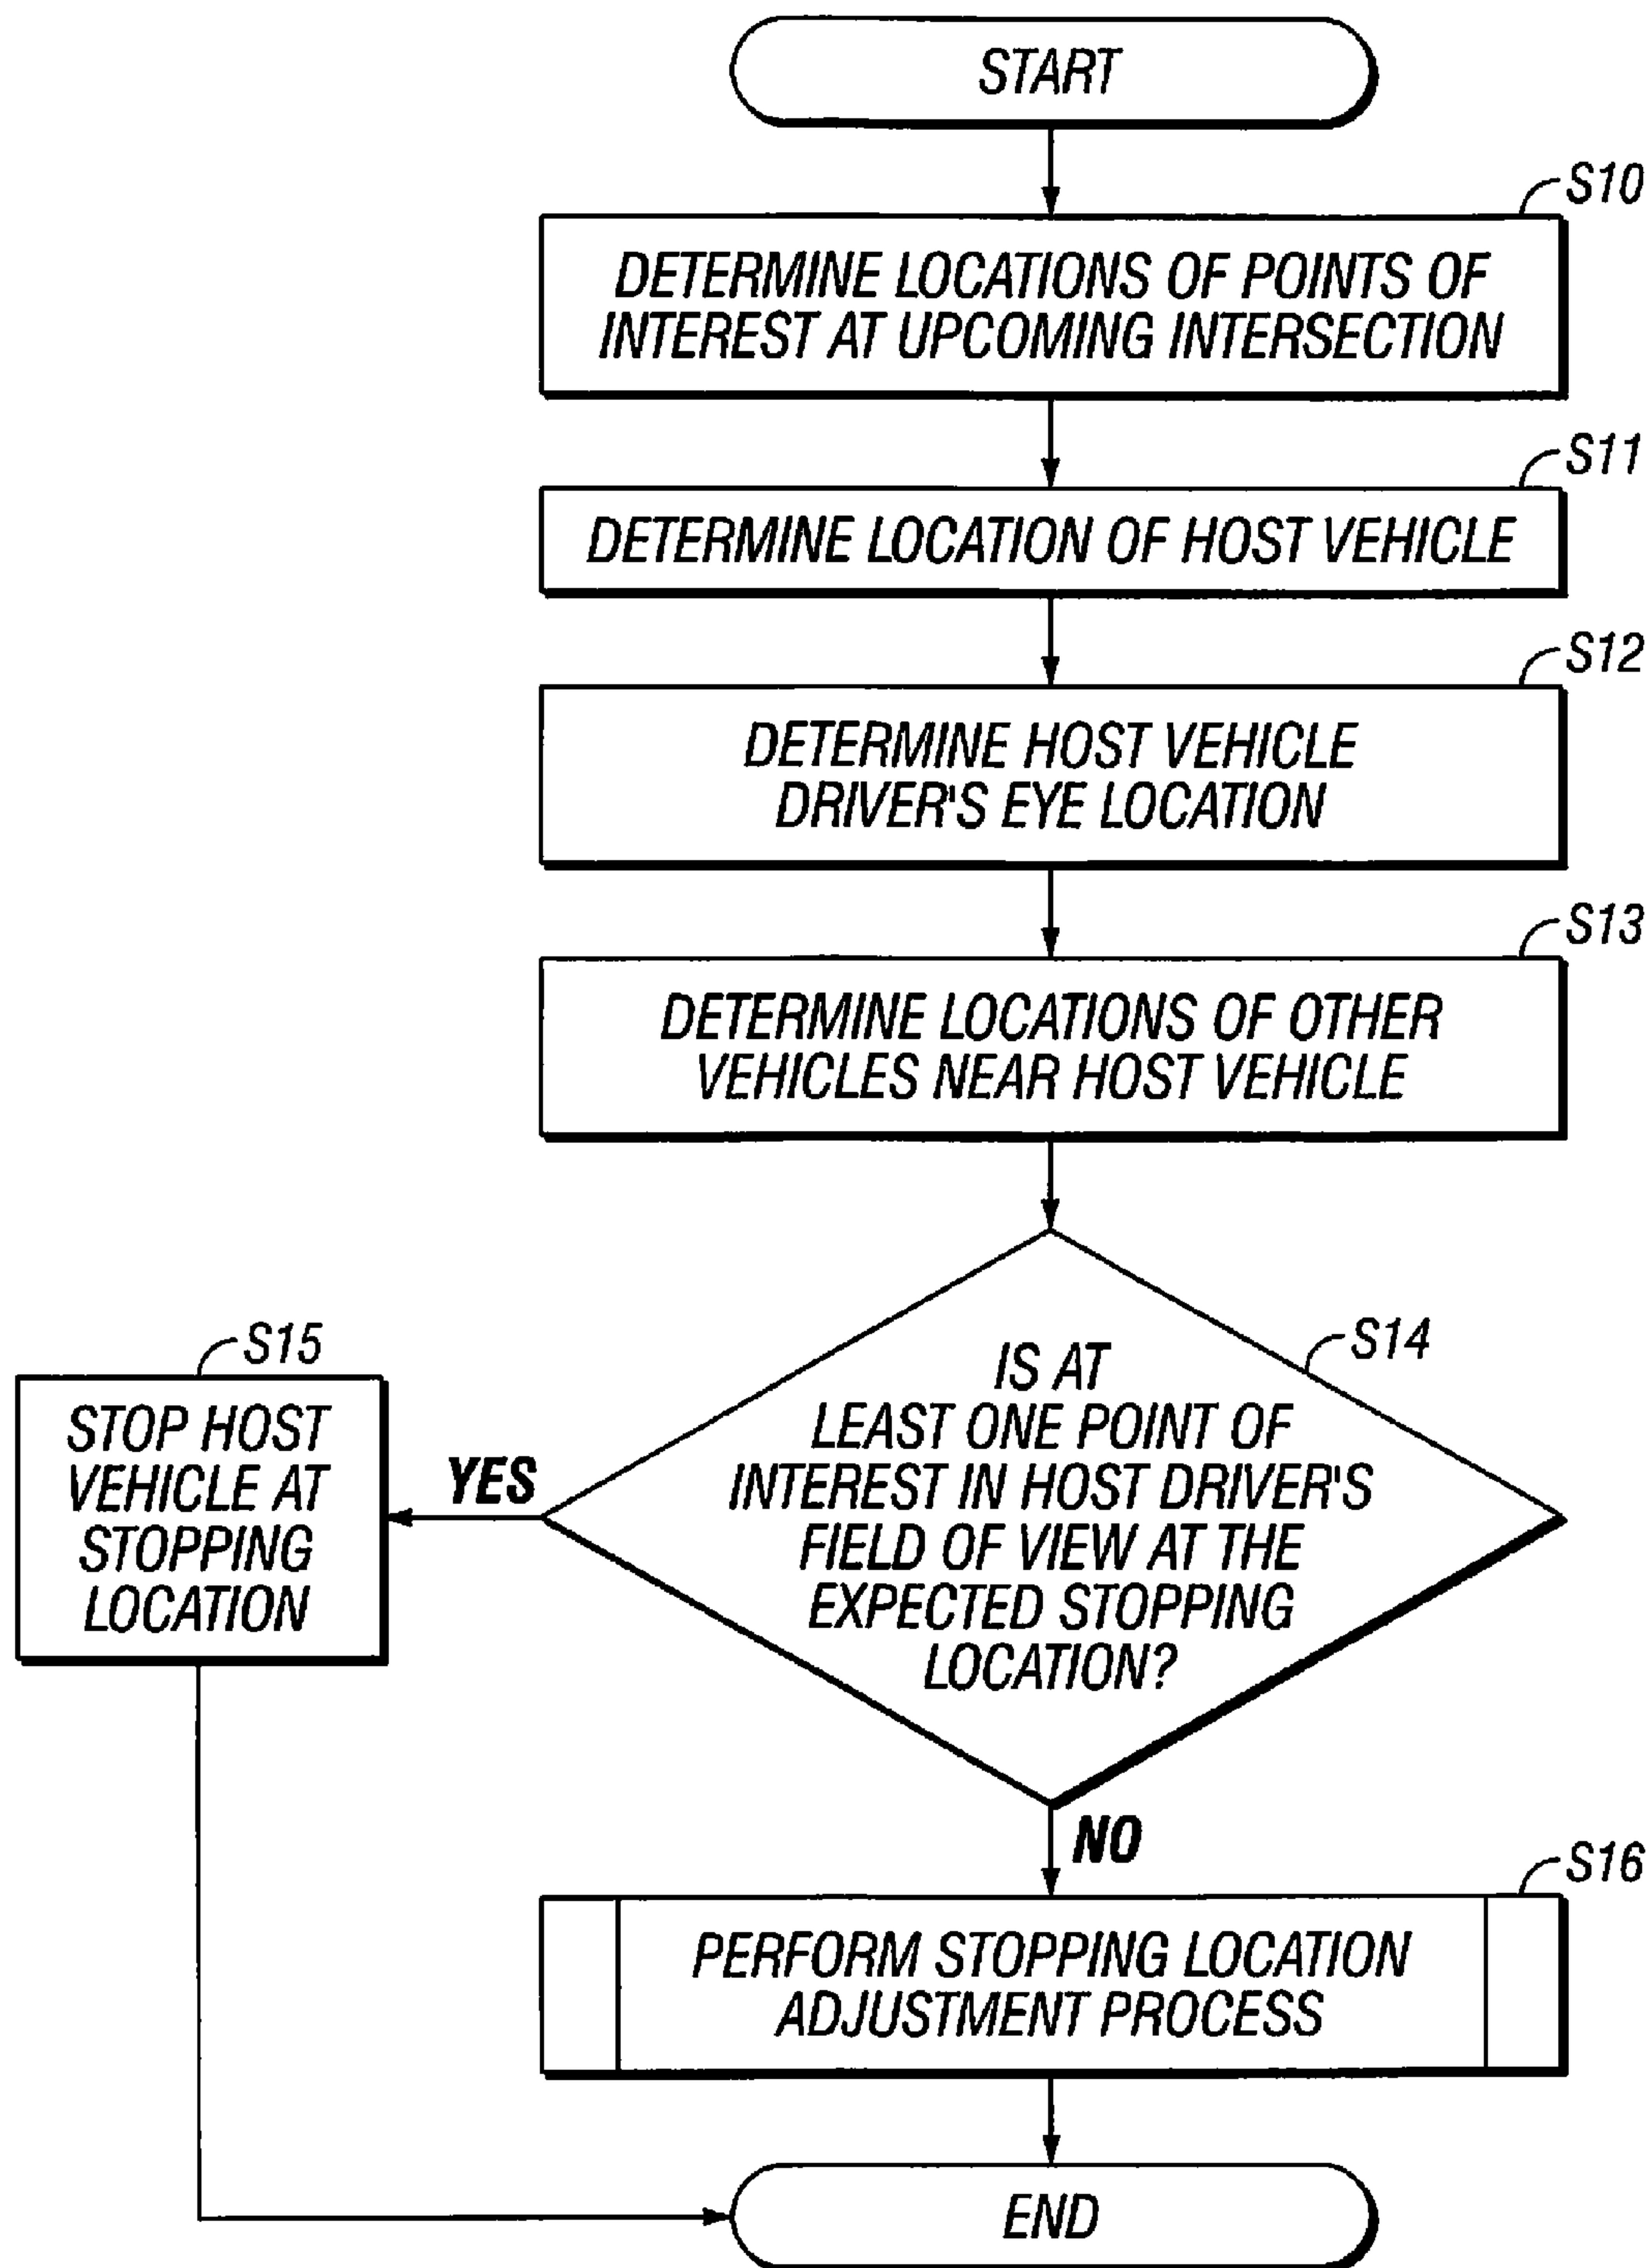 START
S10
DETERMINE LOCATIONS OF POINTS OF
INTEREST AT UPCOMING INTERSECTION
S11
DETERMINE LOCATION OF HOST VEHICLE
S12
DETERMINE HOST VEHICLE
DRIVER'S EYE LOCATION
S13
DETERMINE LOCATIONS OF OTHER
VEHICLES NEAR HOST VEHICLE
S14
IS AT
LEAST ONE POINT OF
INTEREST IN HOST DRIVER'S
FIELD OF VIEW AT THE
EXPECTED STOPPING
LOCATION?
YES
S15
STOP HOST
VEHICLE AT
STOPPING
LOCATION
NO
S16
PERFORM STOPPING LOCATION
ADJUSTMENT PROCESS
END